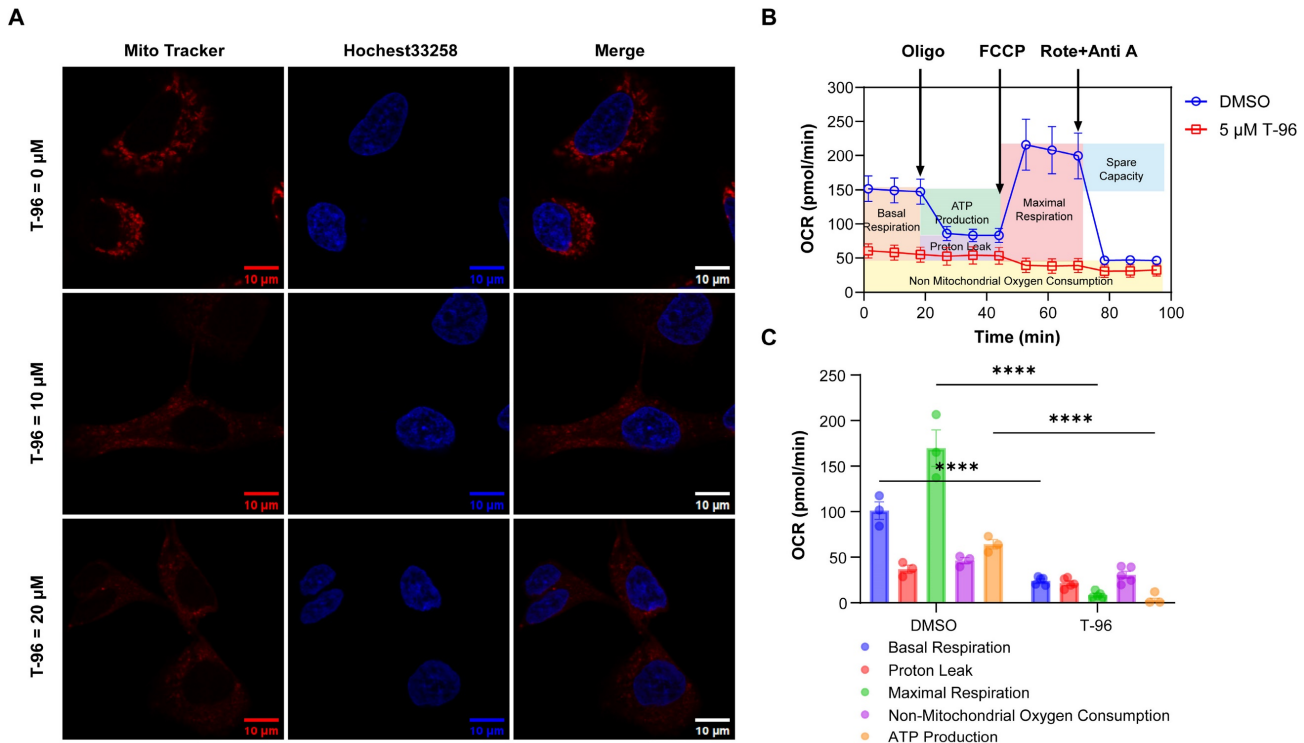 A
Mito Tracker
Hochest33258
Merge
T-96 = 0 µM
10 µm
10 µm
10 µm
T-96 = 10 µM
10 µm
10 µm
10 µm
T-96 = 20 µM
10 µm
10 µm
10 µm
B
Oligo
FCCP
Rote+Anti A
OCR (pmol/min)
300
250
200
150
100
50
0
Basal
Respiration
ATP
Production
Proton Leak
Maximal
Respiration
Spare
Capacity
Non Mitochondrial Oxygen Consumption
0
20
40
60
80
100
Time (min)
DMSO
5 µM T-96
C
OCR (pmol/min)
250
200
150
100
50
0
****
****
****
DMSO
T-96
Basal Respiration
Proton Leak
Maximal Respiration
Non-Mitochondrial Oxygen Consumption
ATP Production